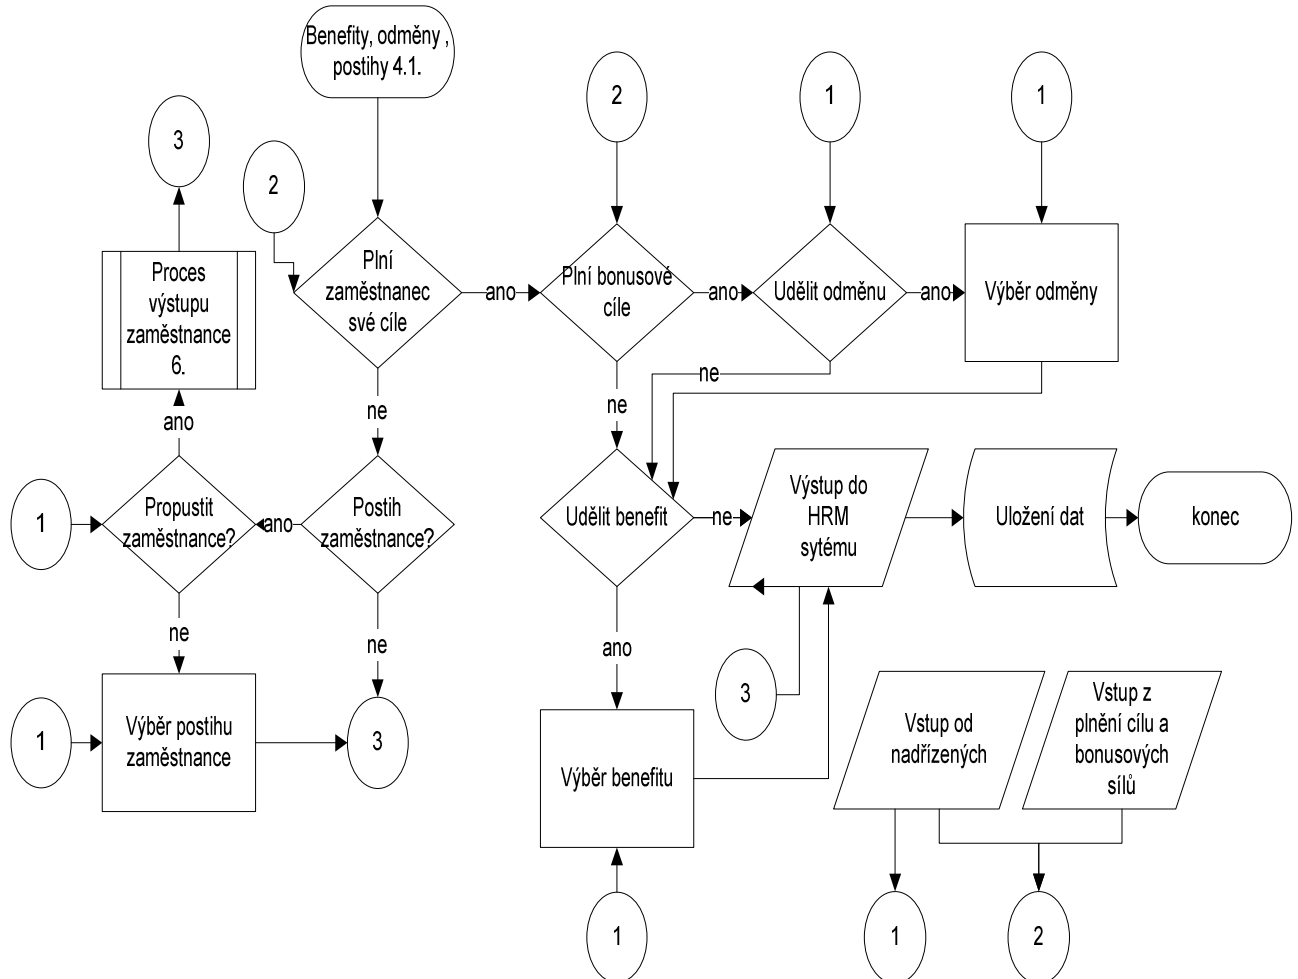 Benefity, odměny ,
postihy 4.1.
3
2
2
1
1
Proces
výstupu
zaměstnance
6.
Plní
zaměstnanec
své cíle
ano
Plní bonusové
cíle
ano
Udělit odměnu
ano
Výběr odměny
ne
ano
ne
ne
1
Propustit
zaměstnance?
ano
Postih
zaměstnance?
Udělit benefit
ne
Výstup do
HRM
sytému
Uložení dat
konec
ne
ne
ano
1
Výběr postihu
zaměstnance
3
3
Výběr benefitu
Vstup od
nadřízených
Vstup z
plnění cílu a
bonusových
sílů
1
1
2